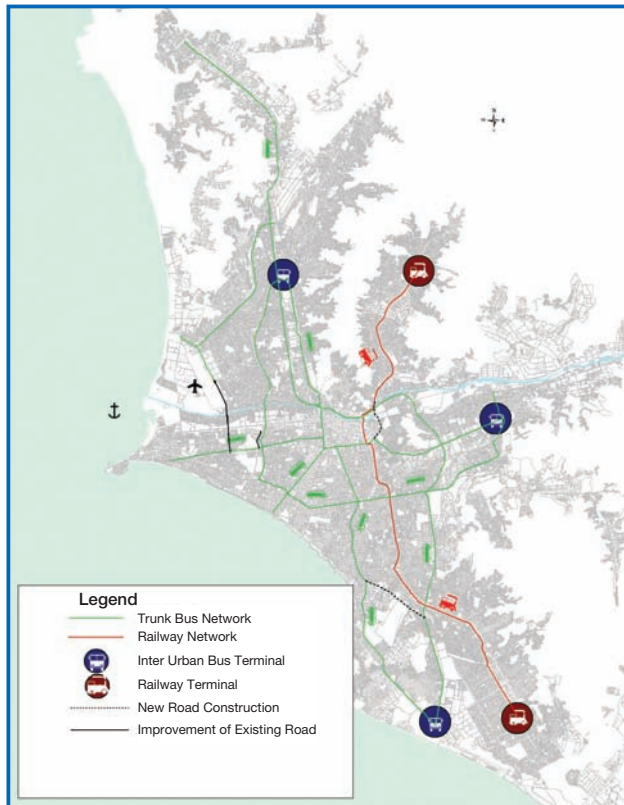 Legend
Trunk Bus Network
Railway Network
Inter Urban Bus Terminal
Railway Terminal
New Road Construction
Improvement of Existing Road